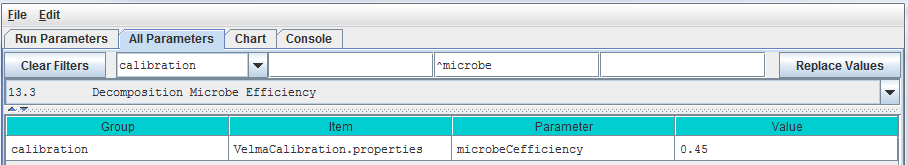 File Edit
Run Parameters All Parameters Chart Console
Clear Filters calibration ^microbe Replace Values
13.3 Decomposition Microbe Efficiency
Group Item Parameter Value
calibration VelmaCalibration.properties microbeCefficiency 0.45